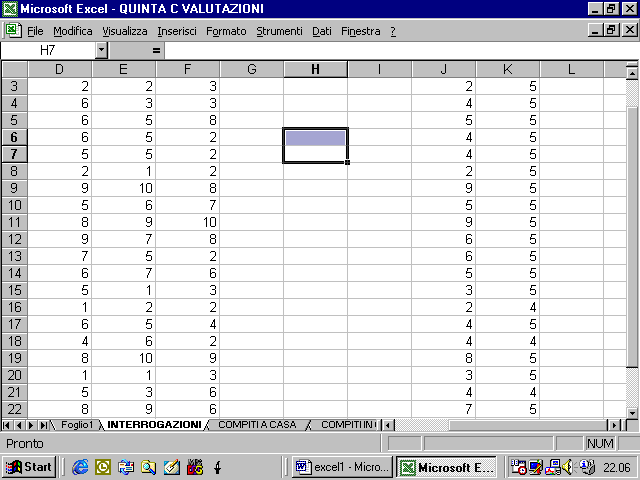 Microsoft Excel - QUINTA C VALUTAZIONI
File Modifica Visualizza Inserisci Formato Strumenti Dati Finestra ?
H7 =
D E F G H I J K L
3 2 2 3 2 5
4 6 3 3 4 5
5 6 5 8 5 5
6 6 5 2 4 5
7 5 5 2 4 5
8 2 1 2 2 5
9 9 10 8 9 5
10 5 6 7 5 5
11 8 9 10 9 5
12 9 7 8 6 5
13 7 5 2 6 5
14 6 7 6 5 5
15 5 1 3 3 5
16 1 2 2 2 4
17 6 5 4 4 5
18 4 6 2 4 4
19 8 10 9 8 5
20 1 1 3 3 5
21 5 3 6 4 4
22 8 9 6 7 5
Foglio1 INTERROGAZIONI COMPITI A CASA COMPITI IN
Pronto NUM
Start excel1 - Micro... Microsoft E... 22.06